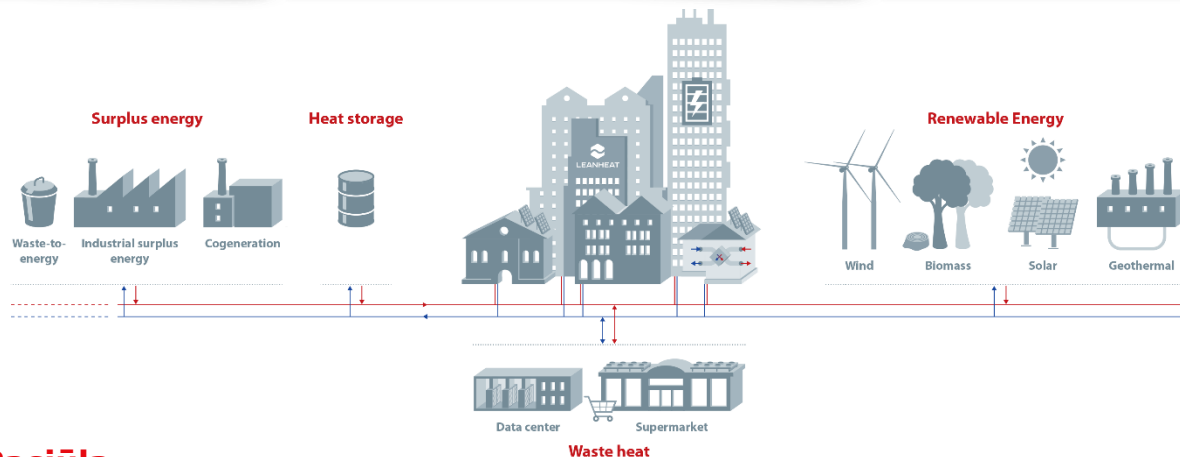 Surplus energy
Heat storage
Renewable Energy
LEANHEAT
Waste-to-
energy
Industrial surplus
energy
Cogeneration
Wind
Biomass
Solar
Geothermal
Data center
Supermarket
Waste heat